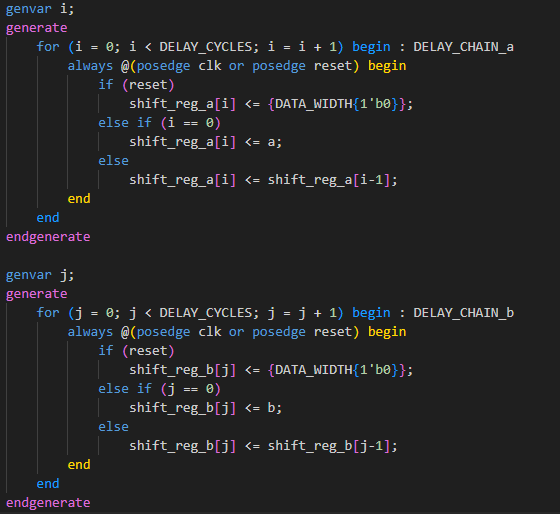 genvar i;
generate
    for (i = 0; i < DELAY_CYCLES; i = i + 1) begin : DELAY_CHAIN_a
        always @(posedge clk or posedge reset) begin
            if (reset)
                shift_reg_a[i] <= {DATA_WIDTH{1'b0}};
            else if (i == 0)
                shift_reg_a[i] <= a;
            else
                shift_reg_a[i] <= shift_reg_a[i-1];
        end
    end
endgenerate

genvar j;
generate
    for (j = 0; j < DELAY_CYCLES; j = j + 1) begin : DELAY_CHAIN_b
        always @(posedge clk or posedge reset) begin
            if (reset)
                shift_reg_b[j] <= {DATA_WIDTH{1'b0}};
            else if (j == 0)
                shift_reg_b[j] <= b;
            else
                shift_reg_b[j] <= shift_reg_b[j-1];
        end
    end
endgenerate